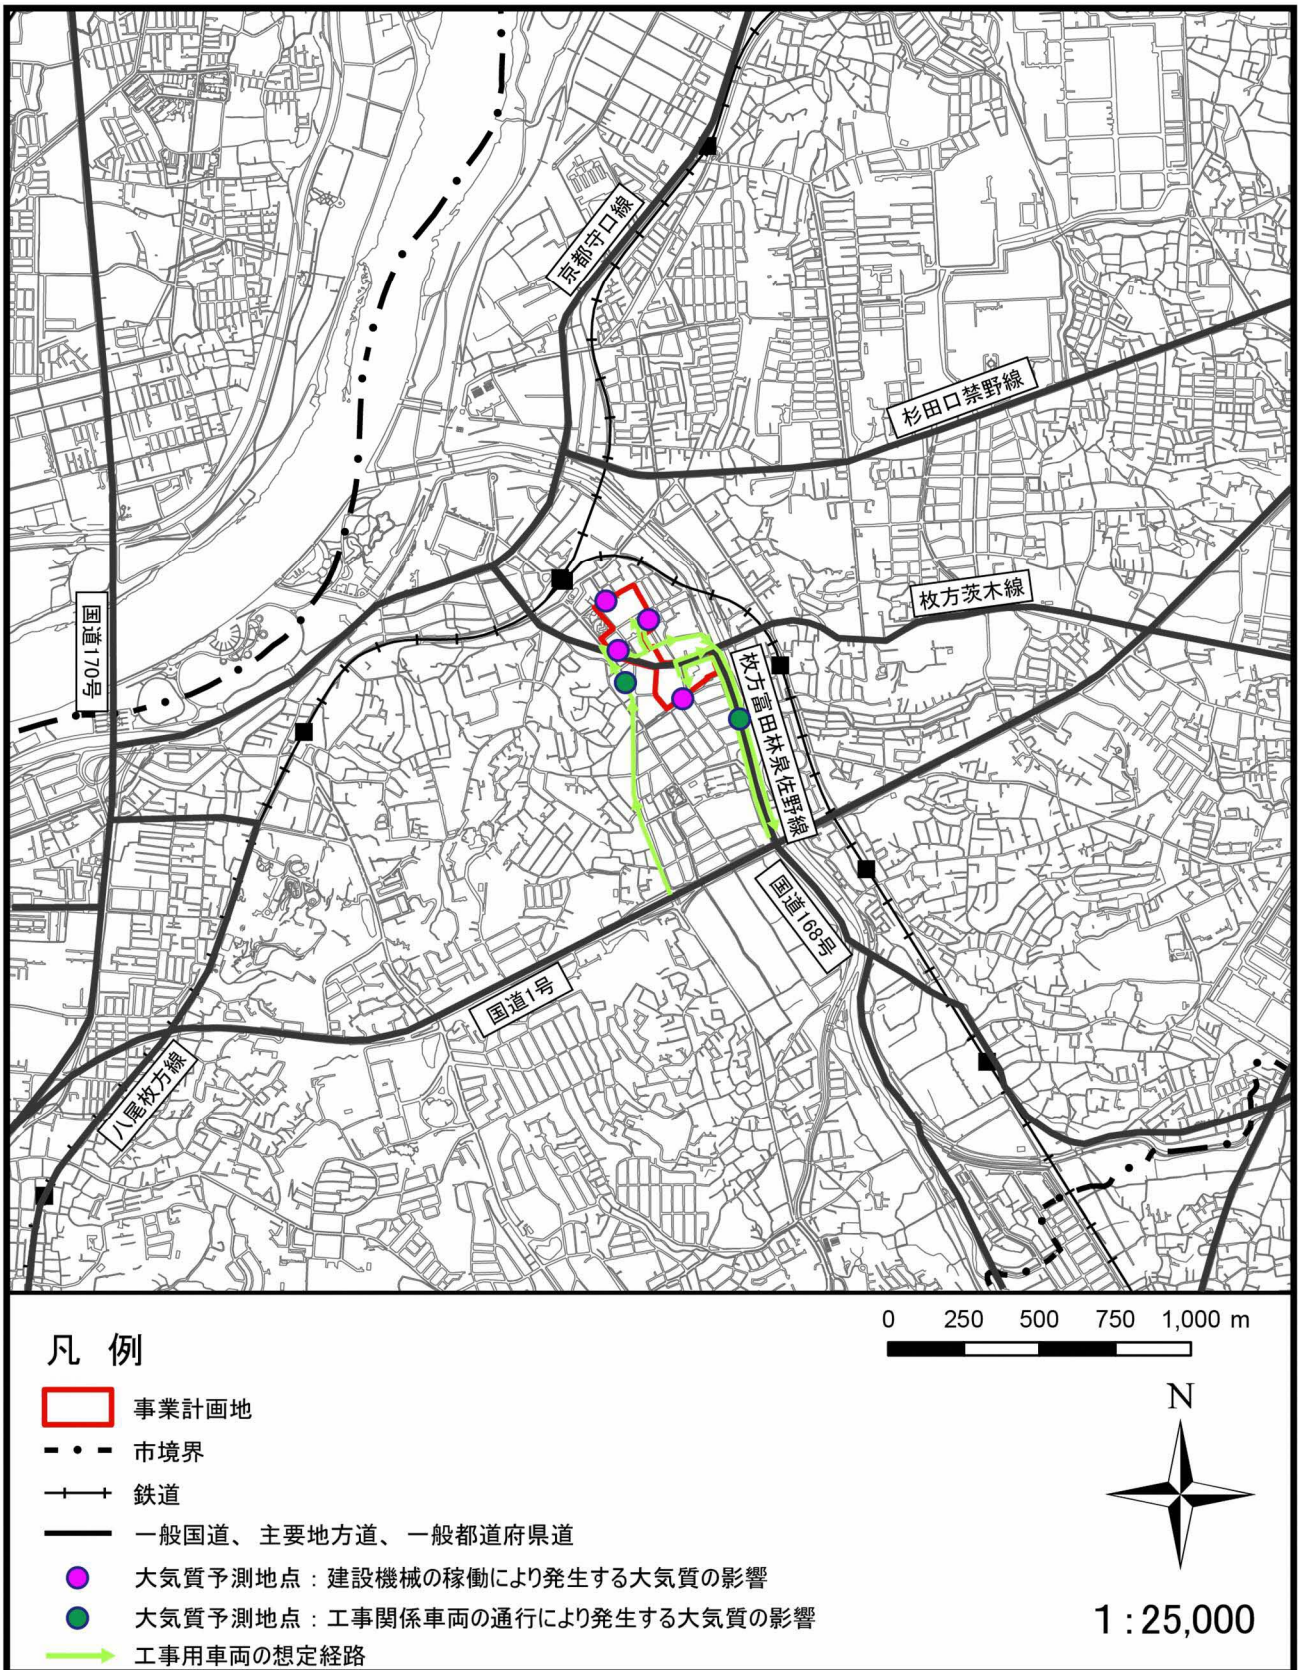 京都守口線
杉田口禁野線
枚方茨木線
国道170号
枚方富田林泉佐野線
国道168号
国道1号
八尾枚方線
0 250 500 750 1,000 m
凡 例
事業計画地
市境界
鉄道
一般国道、主要地方道、一般都道府県道
大気質予測地点：建設機械の稼働により発生する大気質の影響
大気質予測地点：工事関係車両の通行により発生する大気質の影響
工事用車両の想定経路
N
1：25,000